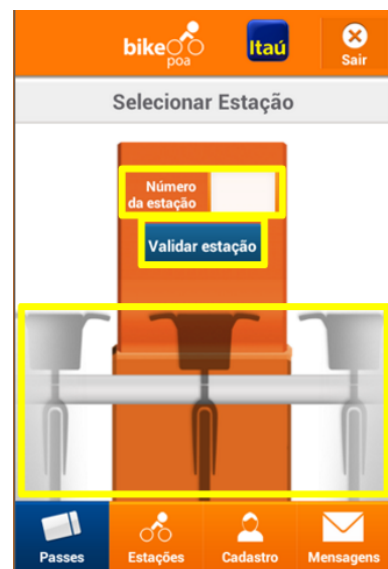 bike
poa
Itaú
Sair
Selecionar Estação
Número
da estação
Validar estação
Passes
Estações
Cadastro
Mensagens